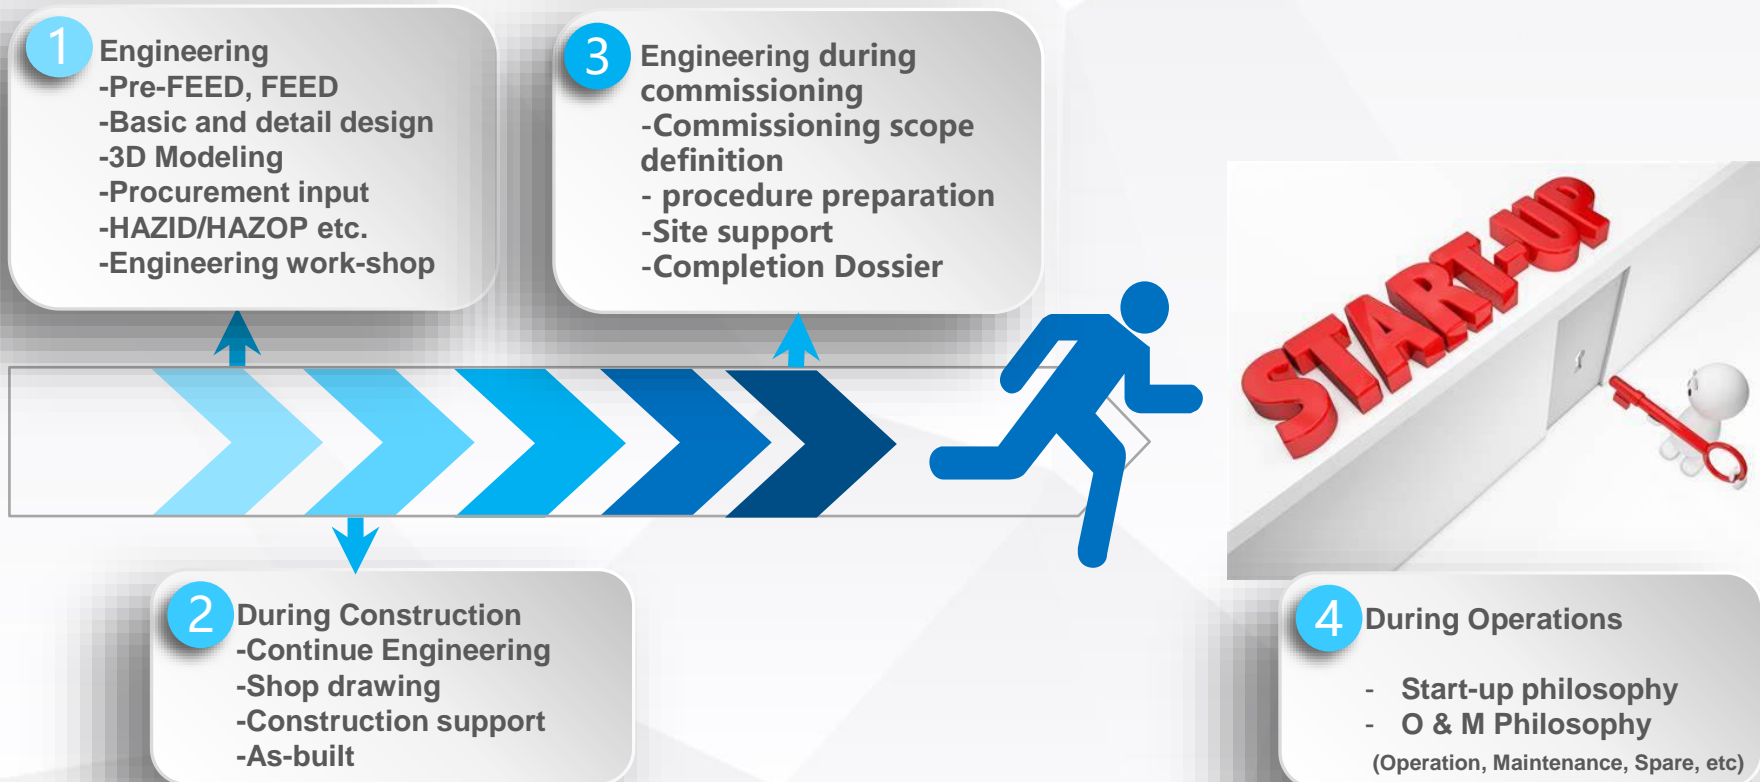 1
Engineering
-Pre-FEED, FEED
-Basic and detail design
-3D Modeling
-Procurement input
-HAZID/HAZOP etc.
-Engineering work-shop
3
Engineering during
commissioning
-Commissioning scope
definition
- procedure preparation
-Site support
-Completion Dossier
START-UP
2
During Construction
-Continue Engineering
-Shop drawing
-Construction support
-As-built
4
During Operations
- Start-up philosophy
- O & M Philosophy
(Operation, Maintenance, Spare, etc)